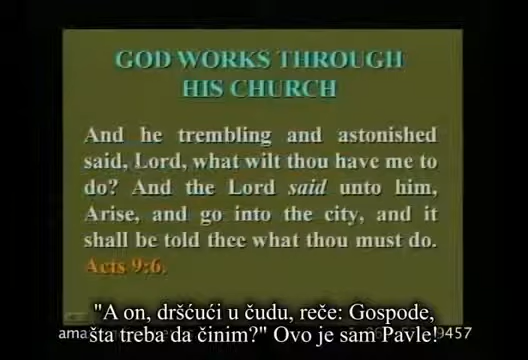 GOD WORKS THROUGH
HIS CHURCH
And he trembling and astonished
said, Lord, what wilt thou have me to
do? And the Lord said unto him,
Arise, and go into the city, and it
shall be told thee what thou must do.
Acts 9:6.
"A on, dršćući u čudu, reče: Gospode,
šta treba da činim?" Ovo je sam Pavle!
ama
9457